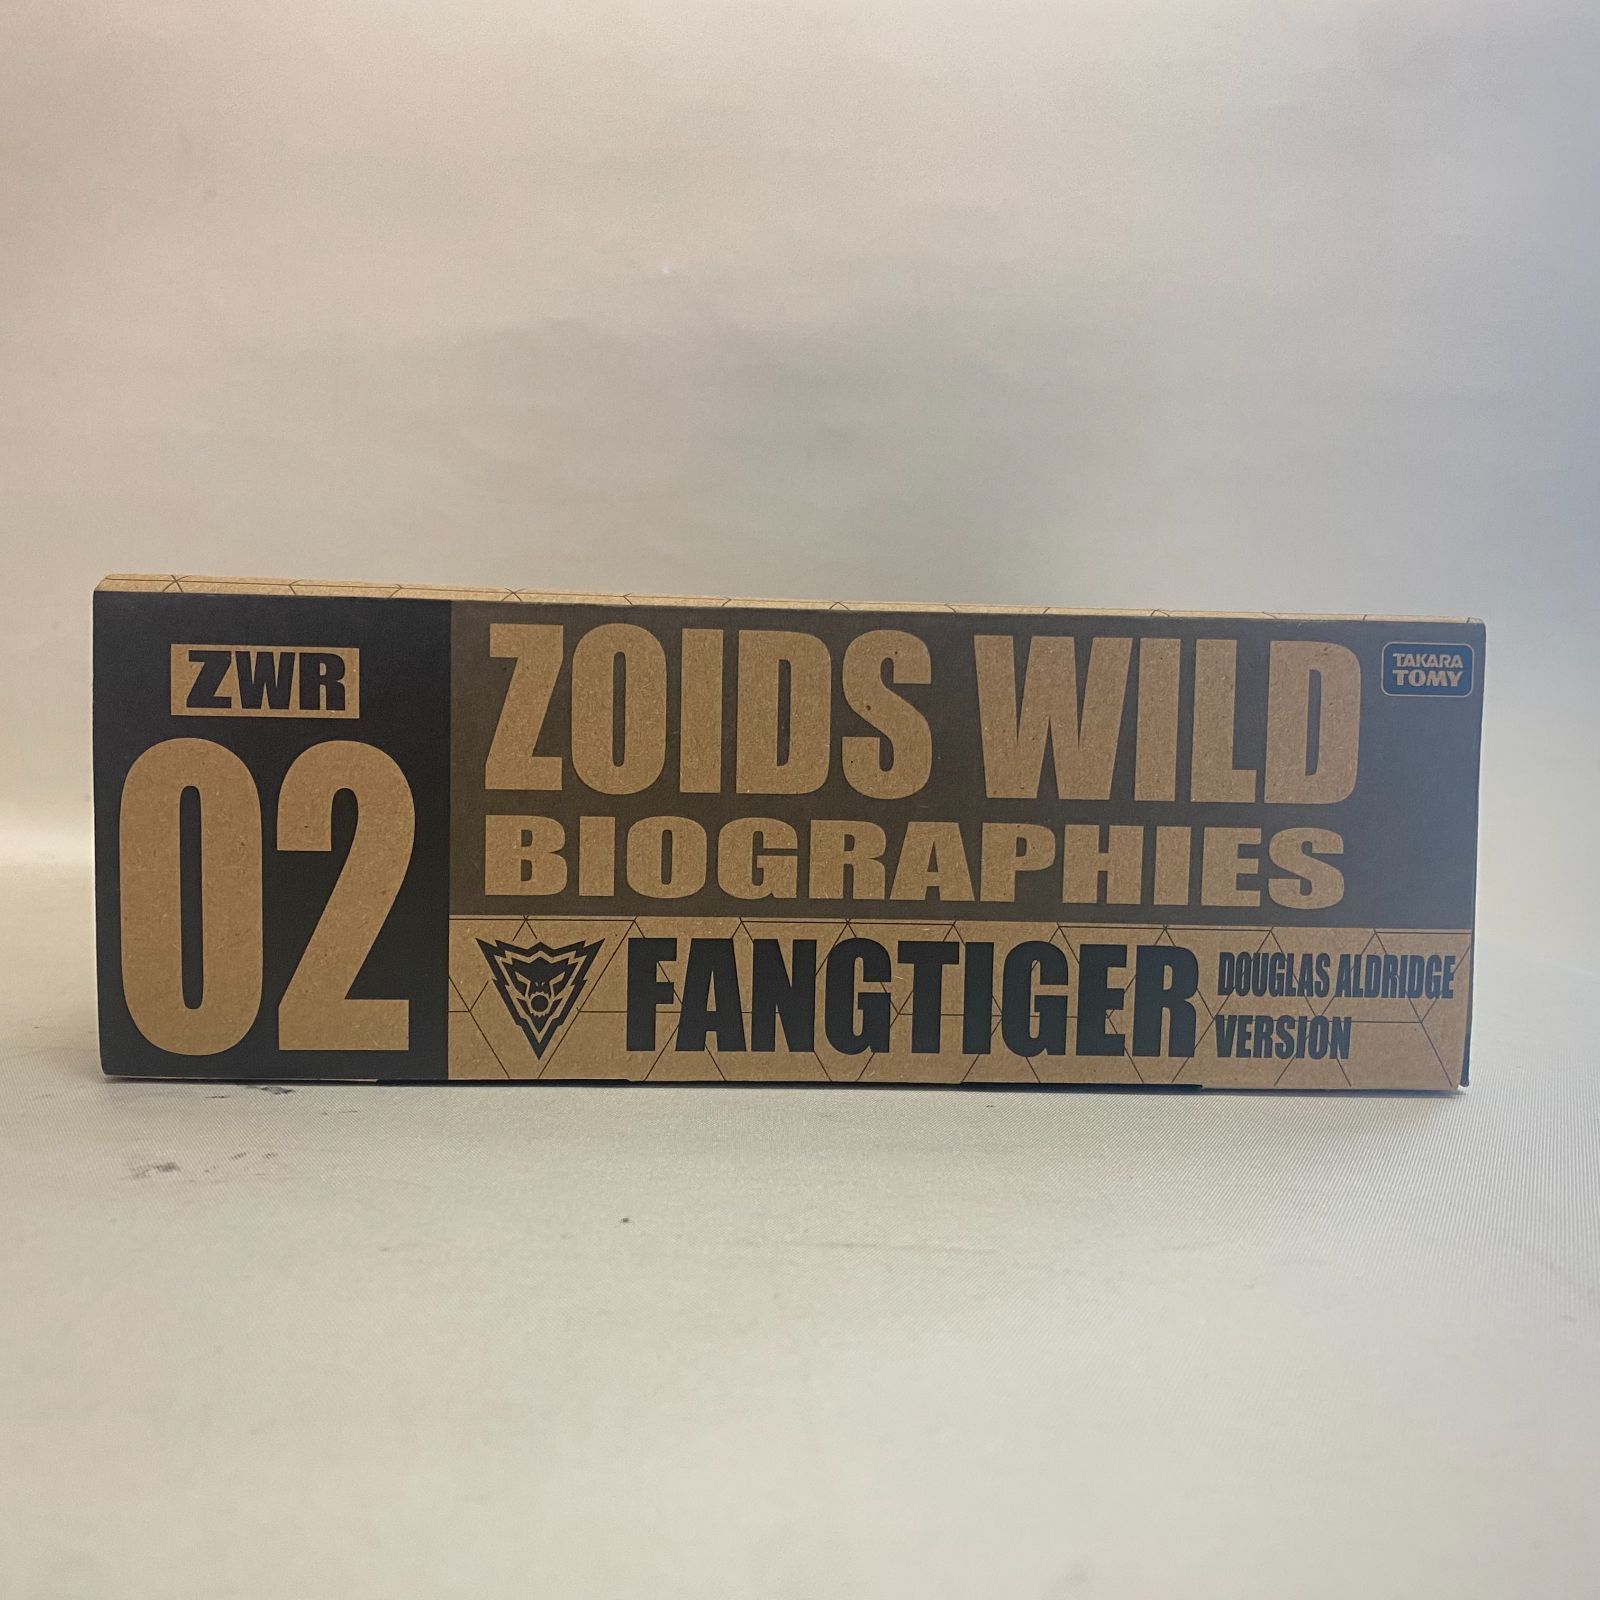 ZWR
02
ZOIDS WILD
BIOGRAPHIES
TAKARA
TOMY
FANGTIGER
DOUGLAS ALDRIDGE
VERSION